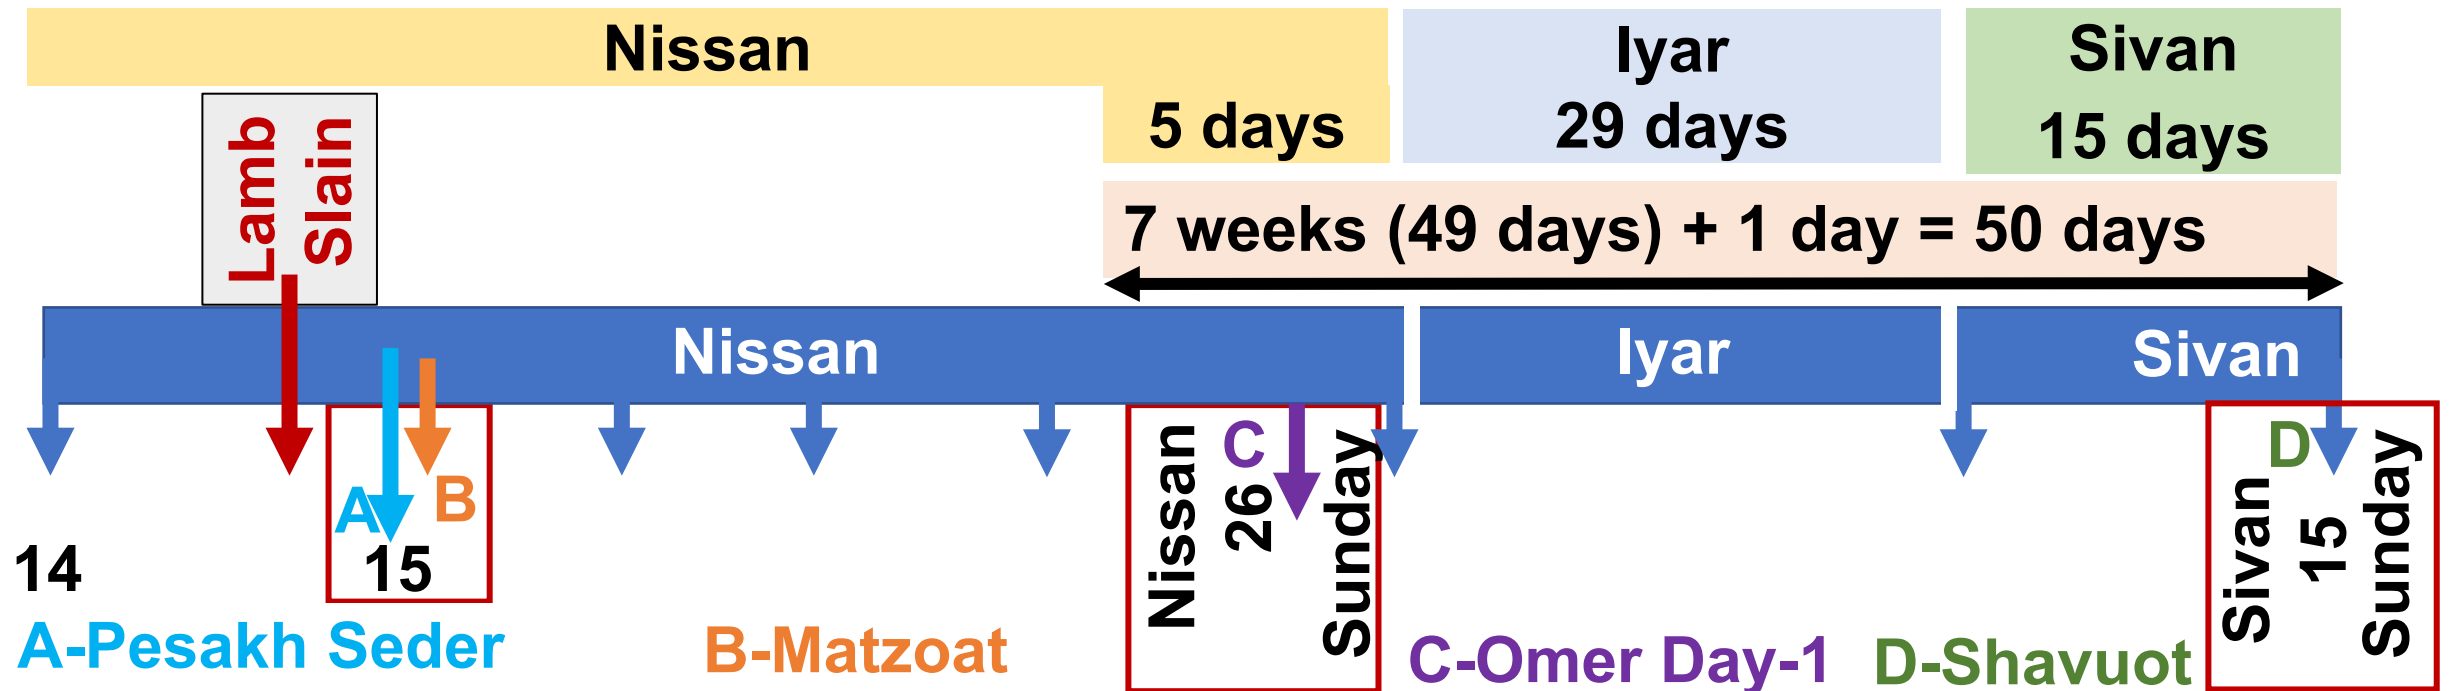 Nissan
Iyar
Sivan
5 days
29 days
15 days
Lamb
Slain
7 weeks (49 days) + 1 day = 50 days
Nissan
Iyar
Sivan
14
A
B
15
Nissan
C
26
Sunday
Sivan
D
15
Sunday
A-Pesakh Seder
B-Matzoat
C-Omer Day-1
D-Shavuot